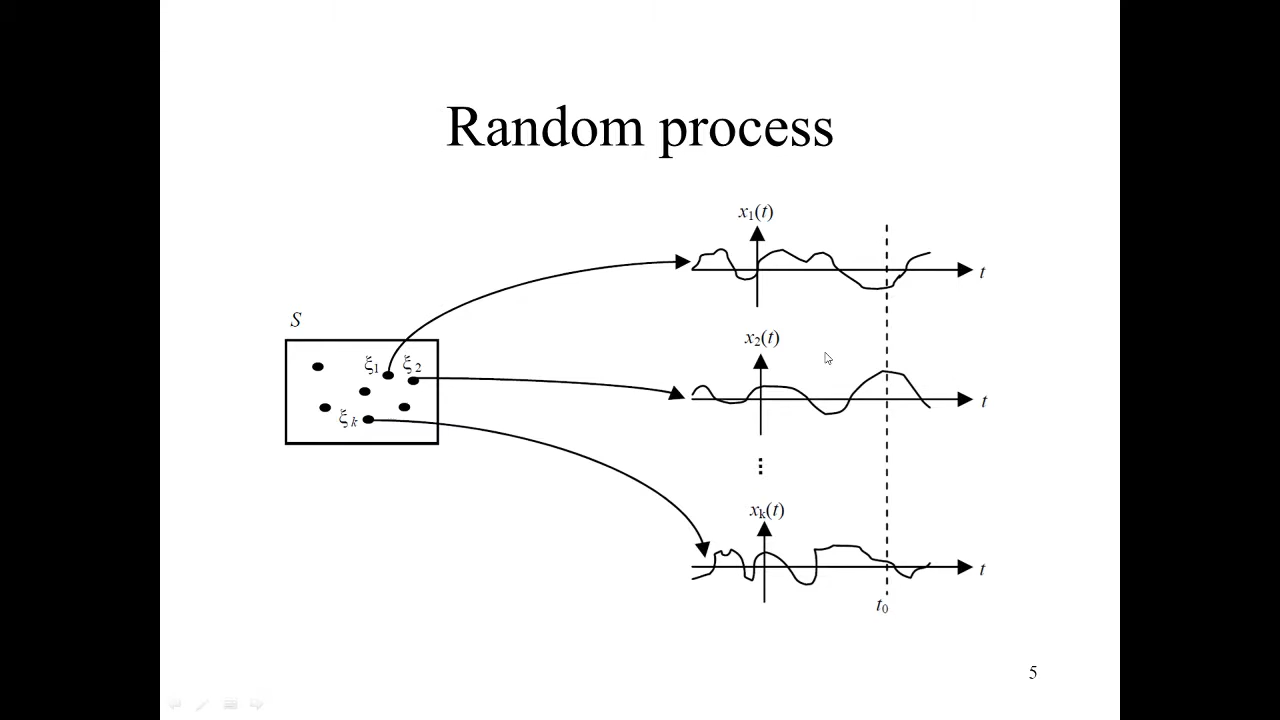 Random process
x₁(t)
t
S
x₂(t)
ξ₁ ξ₂
t
ξₖ
⋮
xₖ(t)
t
t₀
5